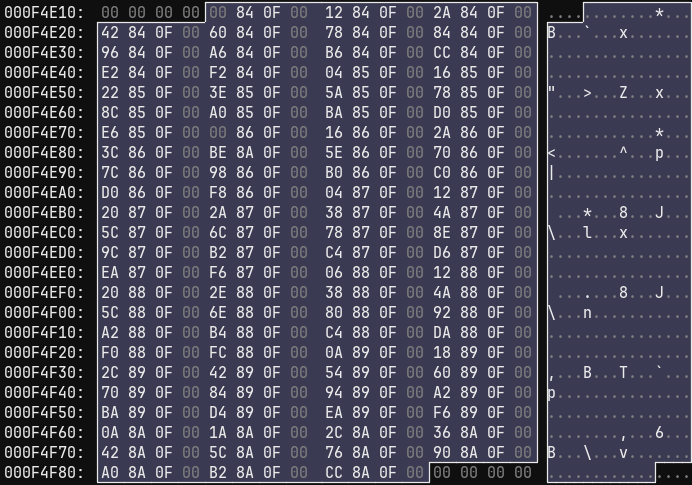 000F4E10: 00 00 00 00 00 84 0F 00 12 84 0F 00 2A 84 0F 00 ............*...
000F4E20: 42 84 0F 00 60 84 0F 00 78 84 0F 00 84 84 0F 00 B...`...x.......
000F4E30: 96 84 0F 00 A6 84 0F 00 B6 84 0F 00 CC 84 0F 00 ................
000F4E40: E2 84 0F 00 F2 84 0F 00 04 85 0F 00 16 85 0F 00 ................
000F4E50: 22 85 0F 00 3E 85 0F 00 5A 85 0F 00 78 85 0F 00 "...>...Z...x...
000F4E60: 8C 85 0F 00 A0 85 0F 00 BA 85 0F 00 D0 85 0F 00 ................
000F4E70: E6 85 0F 00 00 86 0F 00 16 86 0F 00 2A 86 0F 00 ............*...
000F4E80: 3C 86 0F 00 BE 8A 0F 00 5E 86 0F 00 70 86 0F 00 <.......^...p...
000F4E90: 7C 86 0F 00 98 86 0F 00 B0 86 0F 00 C0 86 0F 00 |...............
000F4EA0: D0 86 0F 00 F8 86 0F 00 04 87 0F 00 12 87 0F 00 ................
000F4EB0: 20 87 0F 00 2A 87 0F 00 38 87 0F 00 4A 87 0F 00  ...*...8...J...
000F4EC0: 5C 87 0F 00 6C 87 0F 00 78 87 0F 00 8E 87 0F 00 \...l...x.......
000F4ED0: 9C 87 0F 00 B2 87 0F 00 C4 87 0F 00 D6 87 0F 00 ................
000F4EE0: EA 87 0F 00 F6 87 0F 00 06 88 0F 00 12 88 0F 00 ................
000F4EF0: 20 88 0F 00 2E 88 0F 00 38 88 0F 00 4A 88 0F 00  .......8...J...
000F4F00: 5C 88 0F 00 6E 88 0F 00 80 88 0F 00 92 88 0F 00 \...n...........
000F4F10: A2 88 0F 00 B4 88 0F 00 C4 88 0F 00 DA 88 0F 00 ................
000F4F20: F0 88 0F 00 FC 88 0F 00 0A 89 0F 00 18 89 0F 00 ................
000F4F30: 2C 89 0F 00 42 89 0F 00 54 89 0F 00 60 89 0F 00 ,...B...T...`...
000F4F40: 70 89 0F 00 84 89 0F 00 94 89 0F 00 A2 89 0F 00 p...............
000F4F50: BA 89 0F 00 D4 89 0F 00 EA 89 0F 00 F6 89 0F 00 ................
000F4F60: 0A 8A 0F 00 1A 8A 0F 00 2C 8A 0F 00 36 8A 0F 00 ........,...6...
000F4F70: 42 8A 0F 00 5C 8A 0F 00 76 8A 0F 00 90 8A 0F 00 B...\...v.......
000F4F80: A0 8A 0F 00 B2 8A 0F 00 CC 8A 0F 00 00 00 00 00 ................